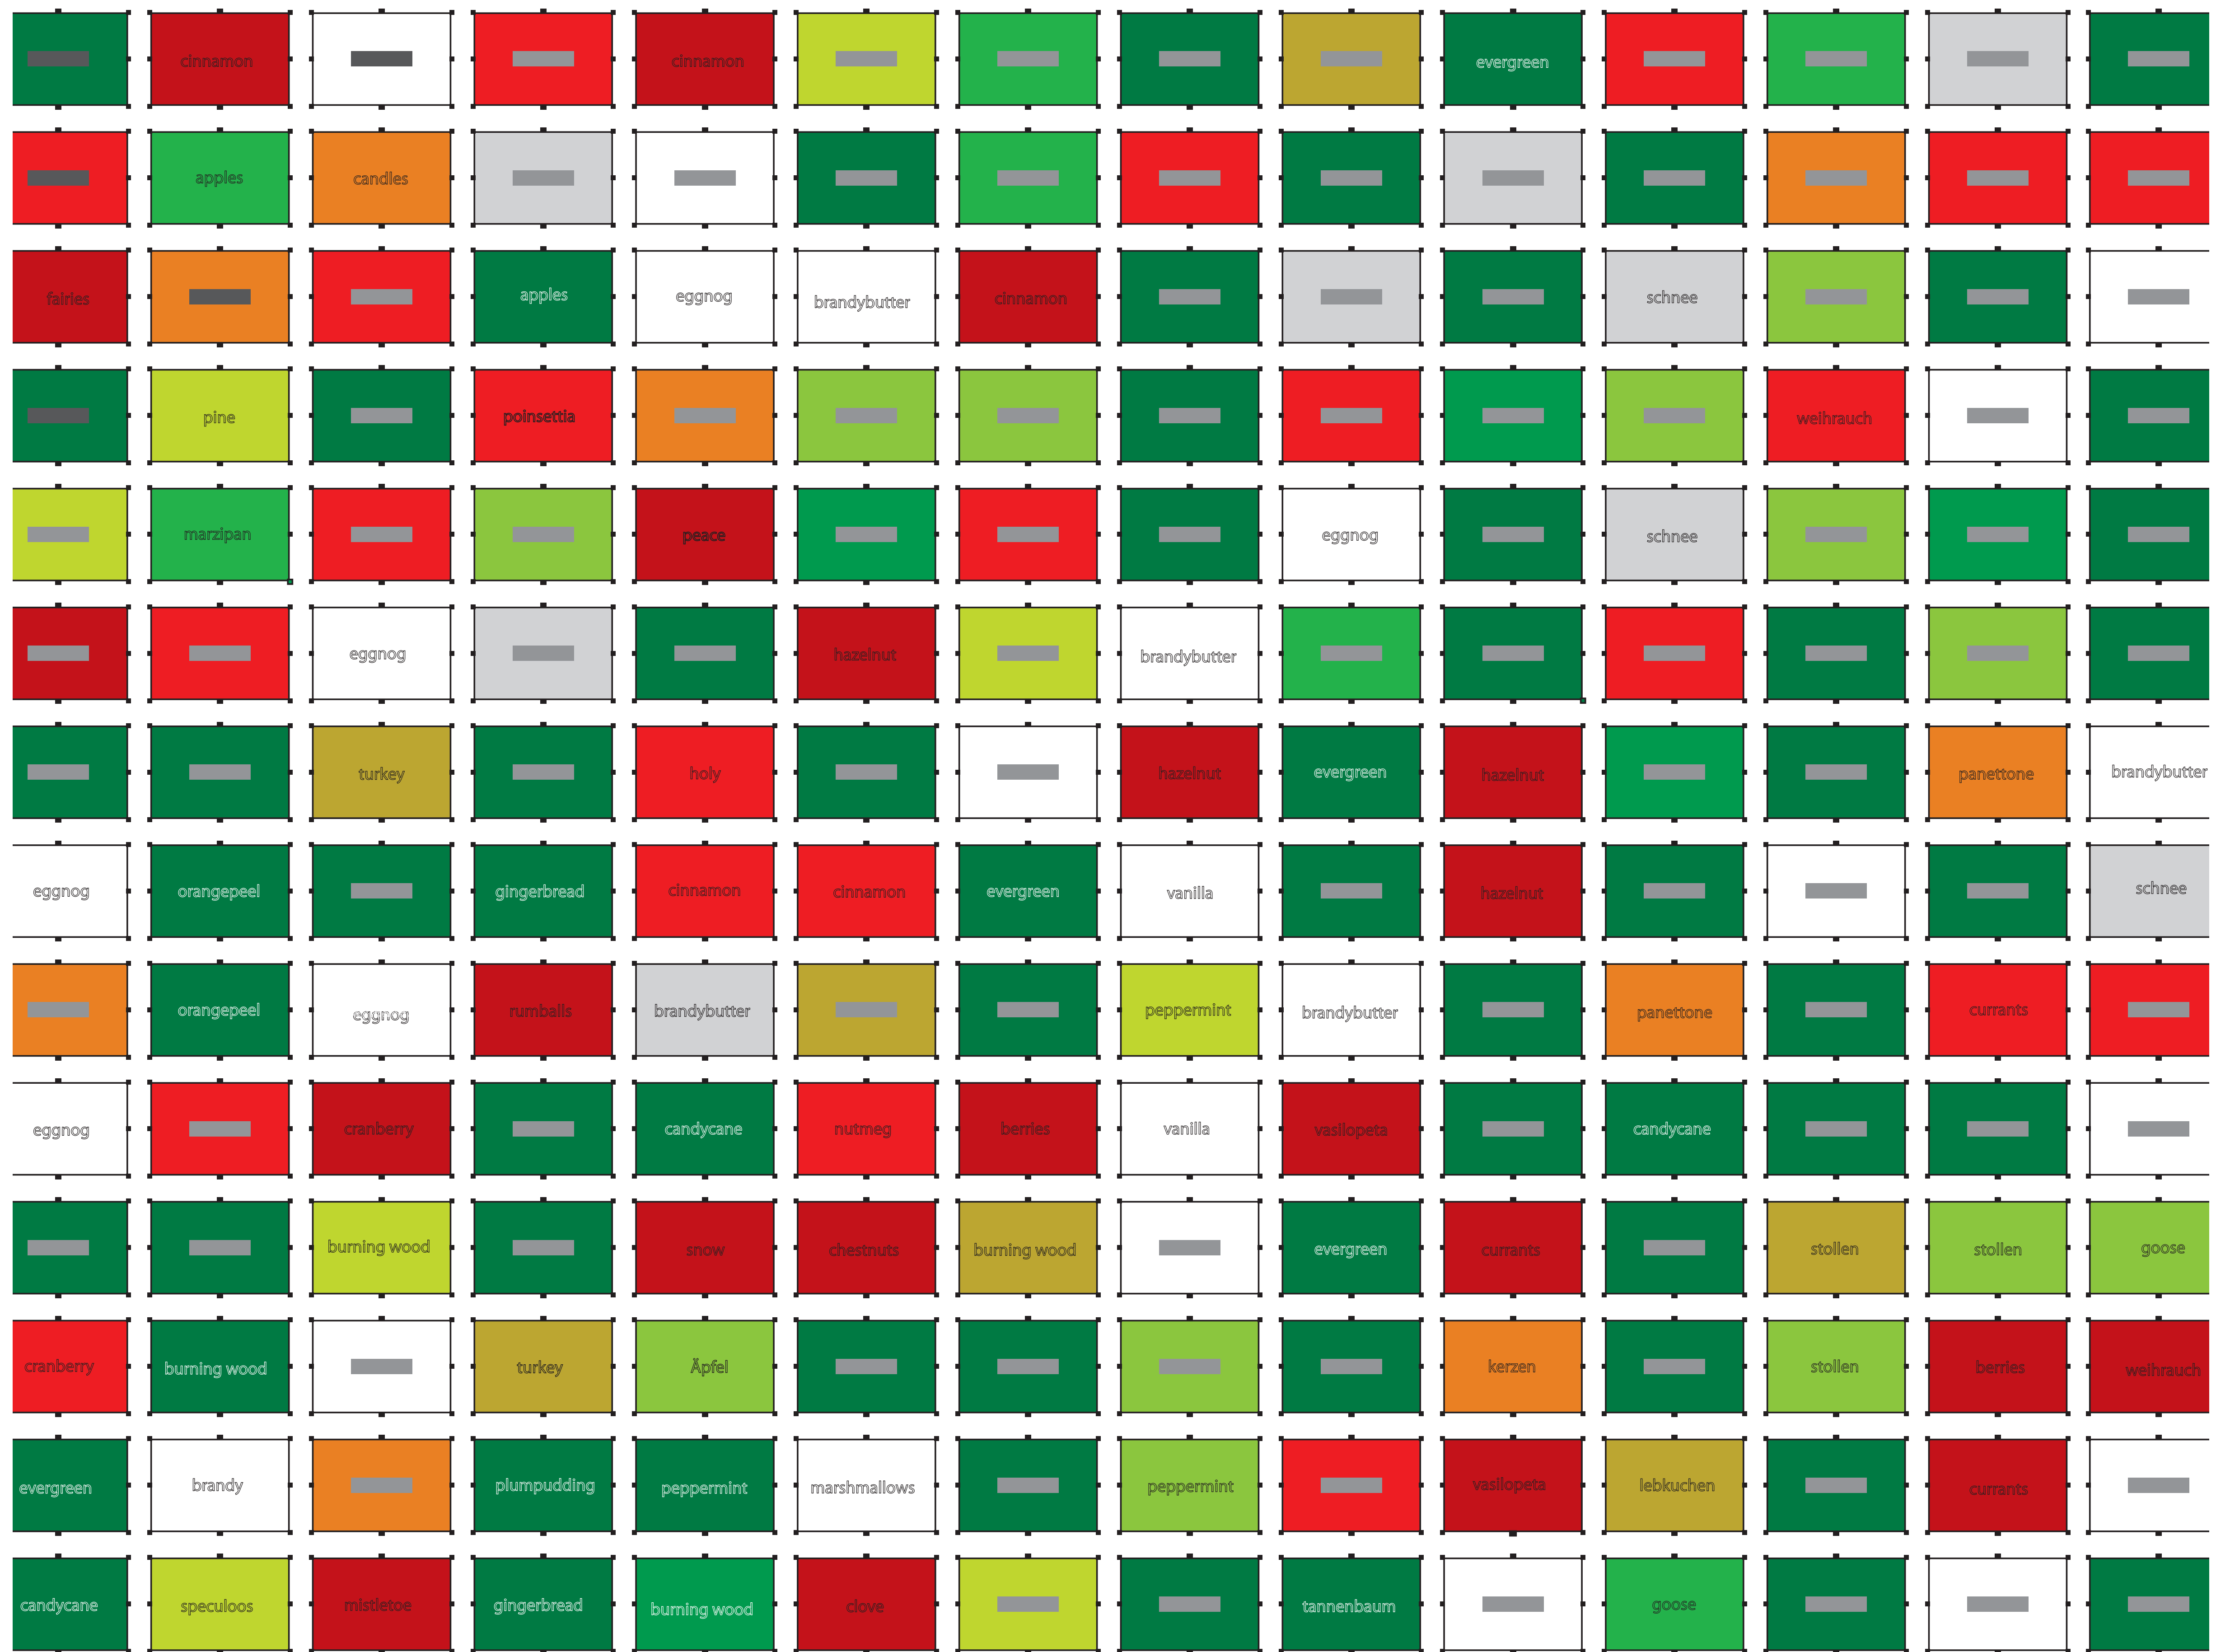 cinnamon cinnamon evergreen
apples candles
fairies apples eggnog brandybutter cinnamon schnee
pine poinsettia weihrauch
marzipan peace eggnog schnee
eggnog hazelnut brandybutter
turkey holy hazelnut evergreen hazelnut panettone brandybutter
eggnog orangepeel gingerbread cinnamon cinnamon evergreen vanilla hazelnut schnee
orangepeel eggnog rumballs brandybutter peppermint brandybutter panettone currants
eggnog cranberry candycane nutmeg berries vanilla vasilopeta candycane
burning wood snow chestnuts burning wood evergreen currants stollen stollen goose
cranberry burning wood turkey Äpfel kerzen stollen berries weihrauch
evergreen brandy plumpudding peppermint marshmallows peppermint vasilopeta lebkuchen currants
candycane speculoos mistletoe gingerbread burning wood clove tannenbaum goose